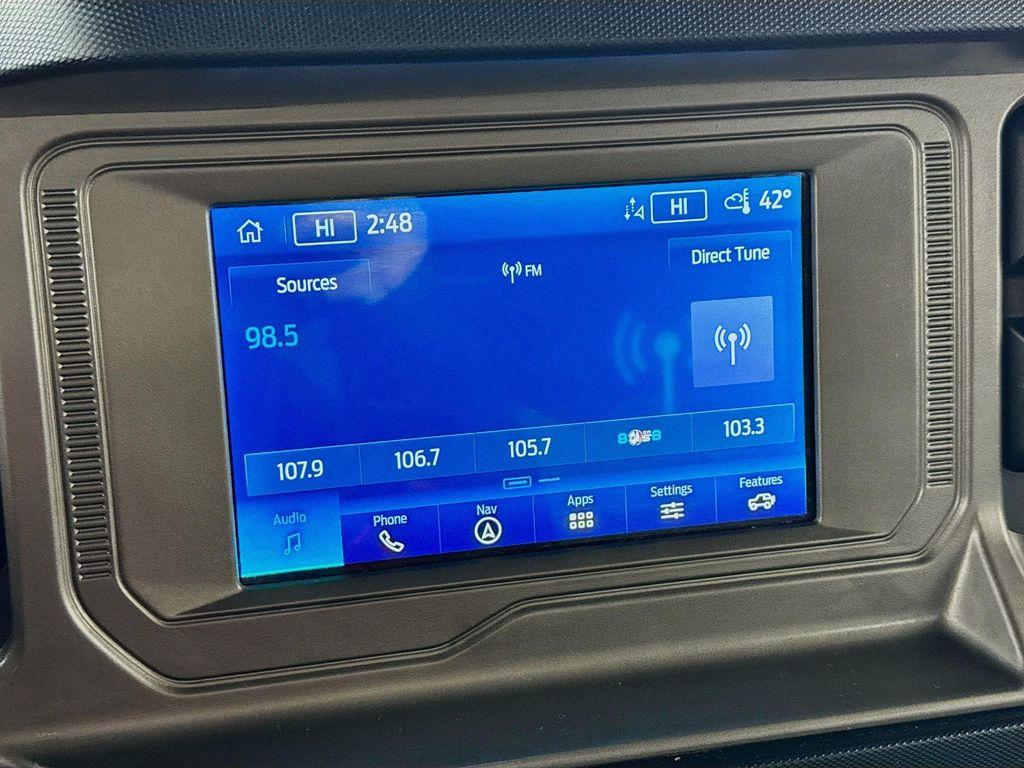 HI 2:48 HI 42°
Sources FM Direct Tune
98.5
107.9 106.7 105.7 103.3
Audio Phone Nav Apps Settings Features